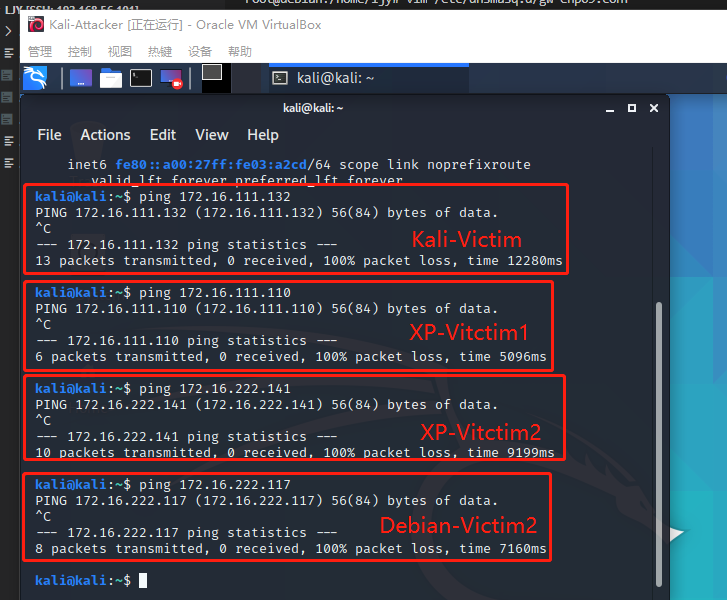 LJY [SSH: 192.168.56.101]
Kali-Attacker [正在运行] - Oracle VM VirtualBox
管理 控制 视图 热键 设备 帮助
kali@kali: ~
kali@kali: ~
File Actions Edit View Help
inet6 fe80::a00:27ff:fe03:a2cd/64 scope link noprefixroute
valid_lft forever preferred_lft forever
kali@kali:~$ ping 172.16.111.132
PING 172.16.111.132 (172.16.111.132) 56(84) bytes of data.
^C
--- 172.16.111.132 ping statistics ---
Kali-Victim
13 packets transmitted, 0 received, 100% packet loss, time 12280ms
kali@kali:~$ ping 172.16.111.110
PING 172.16.111.110 (172.16.111.110) 56(84) bytes of data.
^C
--- 172.16.111.110 ping statistics ---
XP-Vitctim1
6 packets transmitted, 0 received, 100% packet loss, time 5096ms
kali@kali:~$ ping 172.16.222.141
PING 172.16.222.141 (172.16.222.141) 56(84) bytes of data.
^C
--- 172.16.222.141 ping statistics ---
XP-Vitctim2
10 packets transmitted, 0 received, 100% packet loss, time 9199ms
kali@kali:~$ ping 172.16.222.117
PING 172.16.222.117 (172.16.222.117) 56(84) bytes of data.
^C
--- 172.16.222.117 ping statistics ---
Debian-Victim2
8 packets transmitted, 0 received, 100% packet loss, time 7160ms
kali@kali:~$